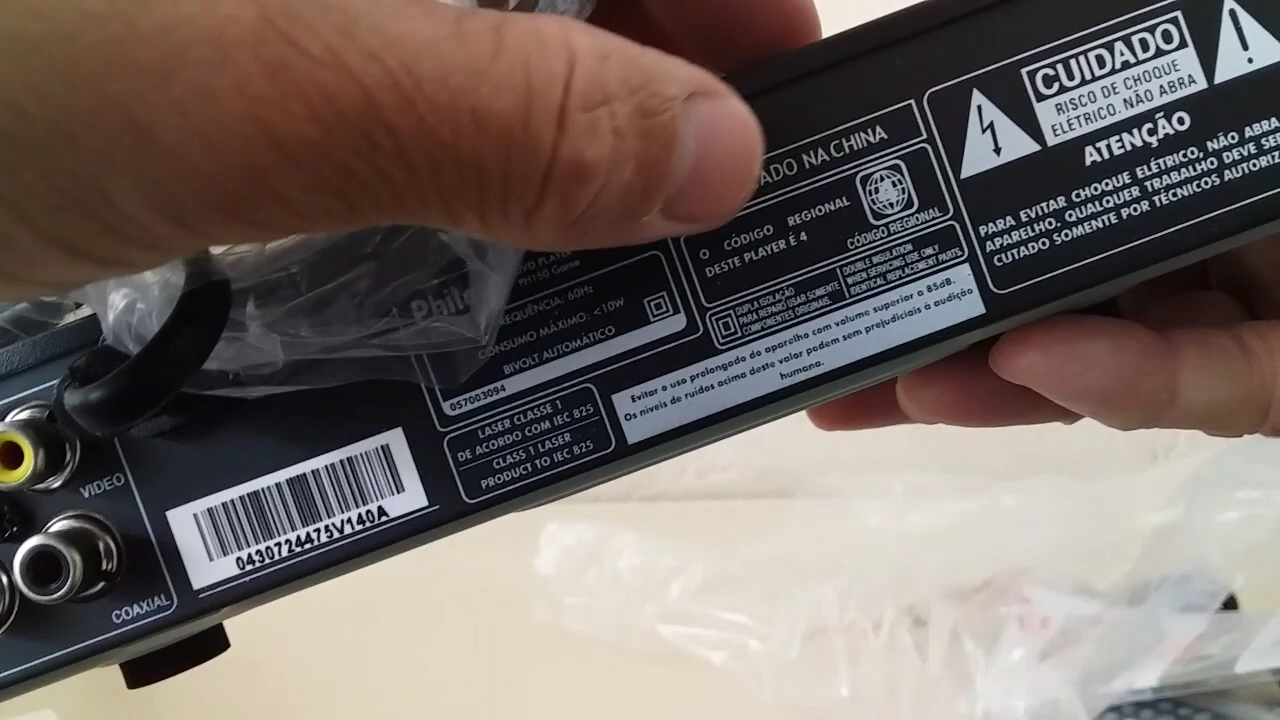 CUIDADO
RISCO DE CHOQUE
ELÉTRICO. NÃO ABRA
ATENÇÃO
PARA EVITAR CHOQUE ELÉTRICO, NÃO ABRA
APARELHO. QUALQUER TRABALHO DEVE SE
CUTADO SOMENTE POR TÉCNICOS AUTORIZ
ADO NA CHINA
O CÓDIGO REGIONAL
DESTE PLAYER É 4
CÓDIGO REGIONAL
DUPLA ISOLAÇÃO
PARA REPARO USAR SOMENTE
COMPONENTES ORIGINAIS.
DOUBLE INSULATION
WHEN SERVICING USE ONLY
IDENTICAL REPLACEMENT PARTS.
Evitar o uso prolongado do aparelho com volume superior a 85dB.
Os níveis de ruídos acima deste valor podem sem prejudiciais à audição
humana.
Phil
VO PLAYER
PH150 Game
REQUÊNCIA: 60Hz
CONSUMO MÁXIMO: <10W
BIVOLT AUTOMÁTICO
057003094
LASER CLASSE 1
DE ACORDO COM IEC 825
CLASS 1 LASER
PRODUCT TO IEC 825
0430724475V140A
VIDEO
COAXIAL